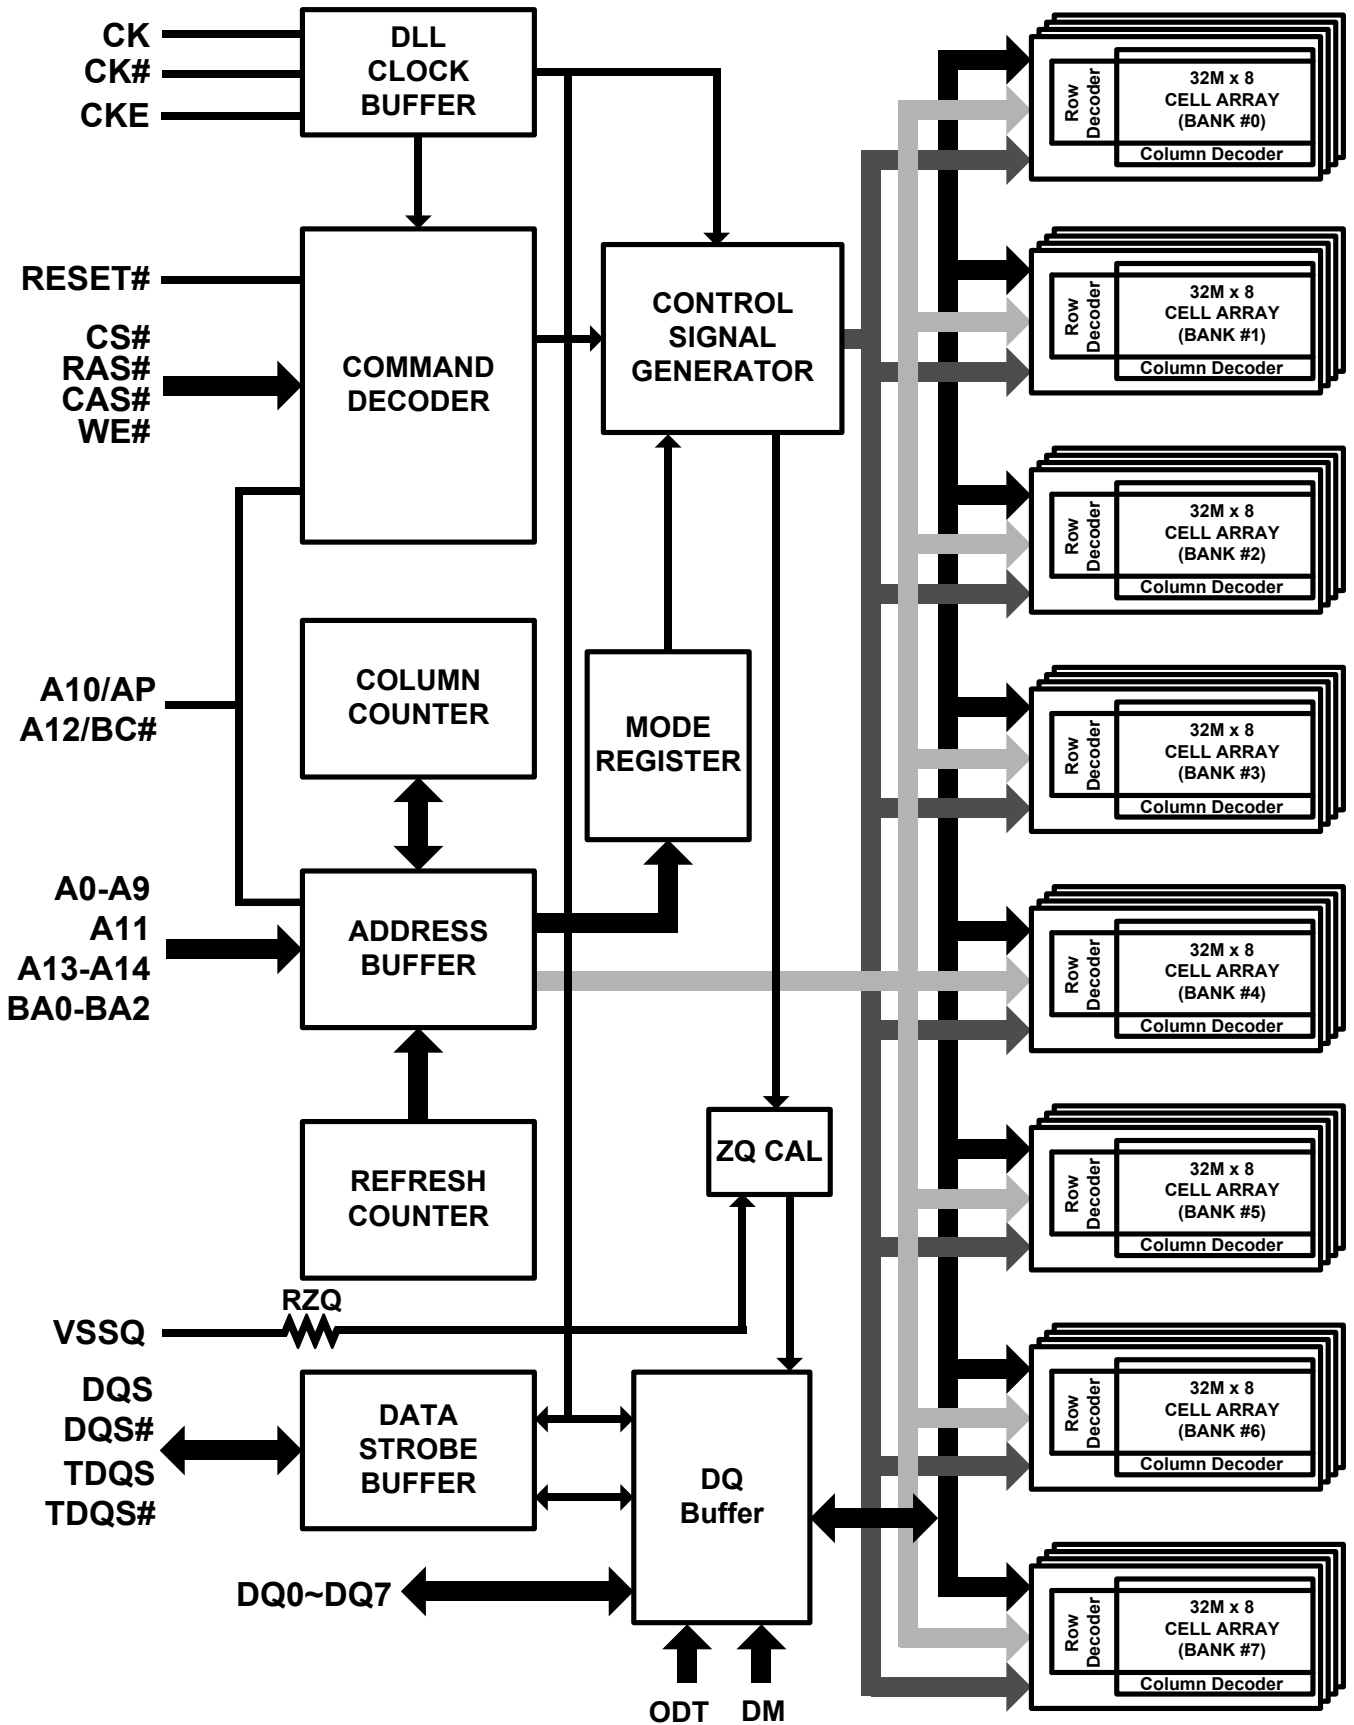 CK
CK#
CKE
DLL
CLOCK
BUFFER
RESET#
CS#
RAS#
CAS#
WE#
COMMAND
DECODER
CONTROL
SIGNAL
GENERATOR
A10/AP
A12/BC#
COLUMN
COUNTER
MODE
REGISTER
A0-A9
A11
A13-A14
BA0-BA2
ADDRESS
BUFFER
REFRESH
COUNTER
ZQ CAL
RZQ
VSSQ
DQS
DQS#
TDQS
TDQS#
DATA
STROBE
BUFFER
DQ
Buffer
DQ0~DQ7
ODT
DM
Row
Decoder
32M x 8
CELL ARRAY
(BANK #0)
Column Decoder
Row
Decoder
32M x 8
CELL ARRAY
(BANK #1)
Column Decoder
Row
Decoder
32M x 8
CELL ARRAY
(BANK #2)
Column Decoder
Row
Decoder
32M x 8
CELL ARRAY
(BANK #3)
Column Decoder
Row
Decoder
32M x 8
CELL ARRAY
(BANK #4)
Column Decoder
Row
Decoder
32M x 8
CELL ARRAY
(BANK #5)
Column Decoder
Row
Decoder
32M x 8
CELL ARRAY
(BANK #6)
Column Decoder
Row
Decoder
32M x 8
CELL ARRAY
(BANK #7)
Column Decoder